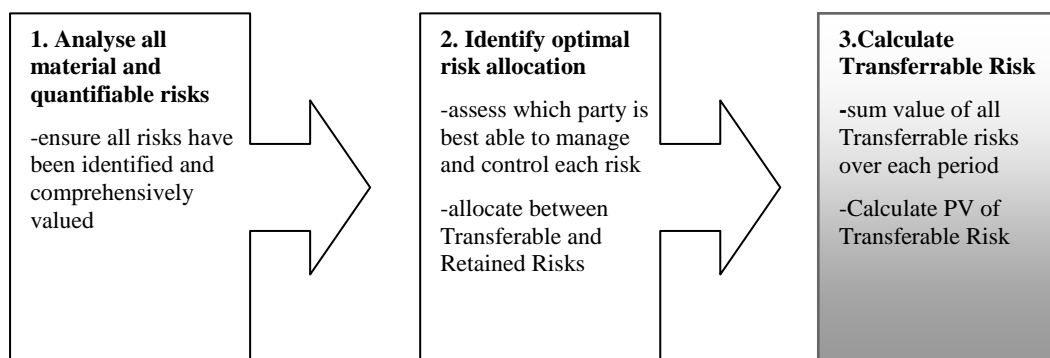 1. Analyse all
material and
quantifiable risks
-ensure all risks have
been identified and
comprehensively
valued
2. Identify optimal
risk allocation
-assess which party is
best able to manage
and control each risk
-allocate between
Transferable and
Retained Risks
3.Calculate
Transferrable Risk
-sum value of all
Transferrable risks
over each period
-Calculate PV of
Transferable Risk